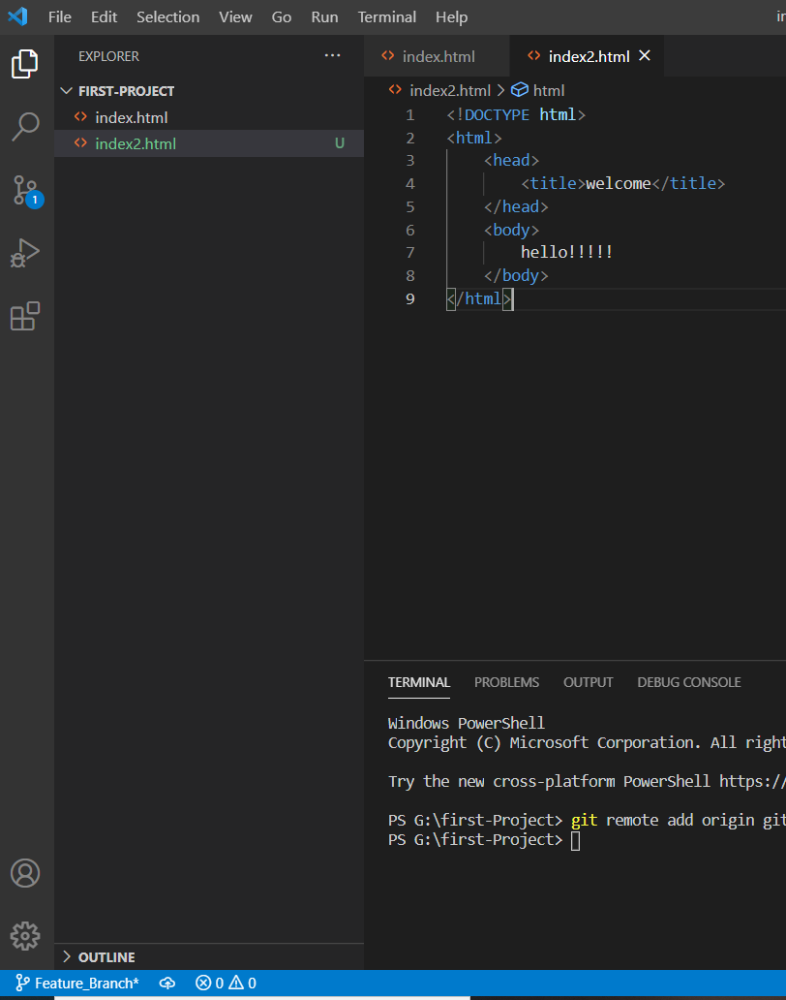 File Edit Selection View Go Run Terminal Help in
EXPLORER ···
FIRST-PROJECT
index.html
index2.html U
1
OUTLINE
index.html index2.html
index2.html > html
1 <!DOCTYPE html>
2 <html>
3 <head>
4 <title>welcome</title>
5 </head>
6 <body>
7 hello!!!!!
8 </body>
9 </html>
TERMINAL PROBLEMS OUTPUT DEBUG CONSOLE
Windows PowerShell
Copyright (C) Microsoft Corporation. All right
Try the new cross-platform PowerShell https://
PS G:\first-Project> git remote add origin git
PS G:\first-Project>
Feature_Branch* 0 0